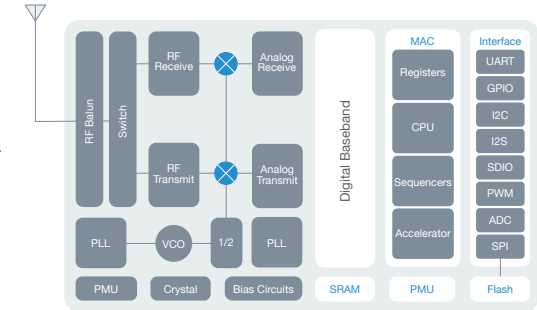 RF Balun
Switch
RF
Receive
Analog
Receive
RF
Transmit
Analog
Transmit
PLL
VCO
1/2
PLL
PMU
Crystal
Bias Circuits
Digital Baseband
SRAM
MAC
Registers
CPU
Sequencers
Accelerator
PMU
Interface
UART
GPIO
I2C
I2S
SDIO
PWM
ADC
SPI
Flash